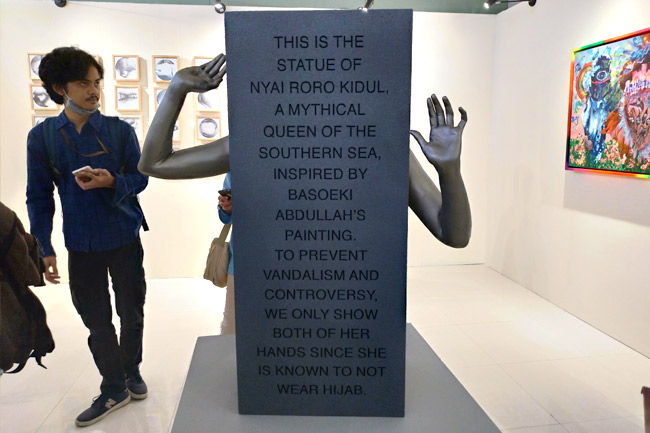 THIS IS THE
STATUE OF
NYAI RORO KIDUL,
A MYTHICAL
QUEEN OF THE
SOUTHERN SEA,
INSPIRED BY
BASOEKI
ABDULLAH'S
PAINTING.
TO PREVENT
VANDALISM AND
CONTROVERSY,
WE ONLY SHOW
BOTH OF HER
HANDS SINCE SHE
IS KNOWN TO NOT
WEAR HIJAB.